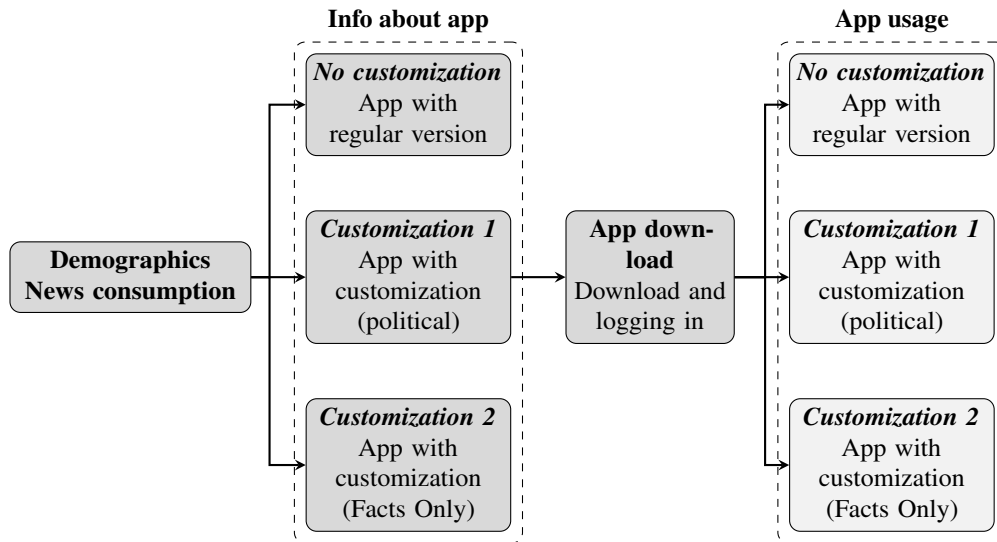 Info about app
App usage
No customization
App with
regular version
No customization
App with
regular version
Demographics
News consumption
Customization 1
App with
customization
(political)
App down-
load
Download and
logging in
Customization 1
App with
customization
(political)
Customization 2
App with
customization
(Facts Only)
Customization 2
App with
customization
(Facts Only)